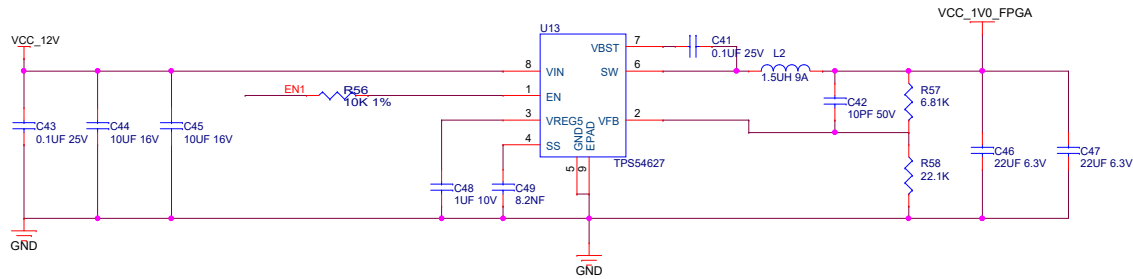 VCC_1V0_FPGA
U13
VCC_12V
7
VBST
C41
0.1UF 25V
8
VIN
SW
6
L2
1.5UH 9A
EN1
R56
10K 1%
1
EN
R57
6.81K
C42
10PF 50V
C43
0.1UF 25V
C44
10UF 16V
C45
10UF 16V
3
VREG5
VFB
2
4
SS
GND
EPAD
TPS54627
5
9
C46
22UF 6.3V
C47
22UF 6.3V
R58
22.1K
C48
1UF 10V
C49
8.2NF
GND
GND